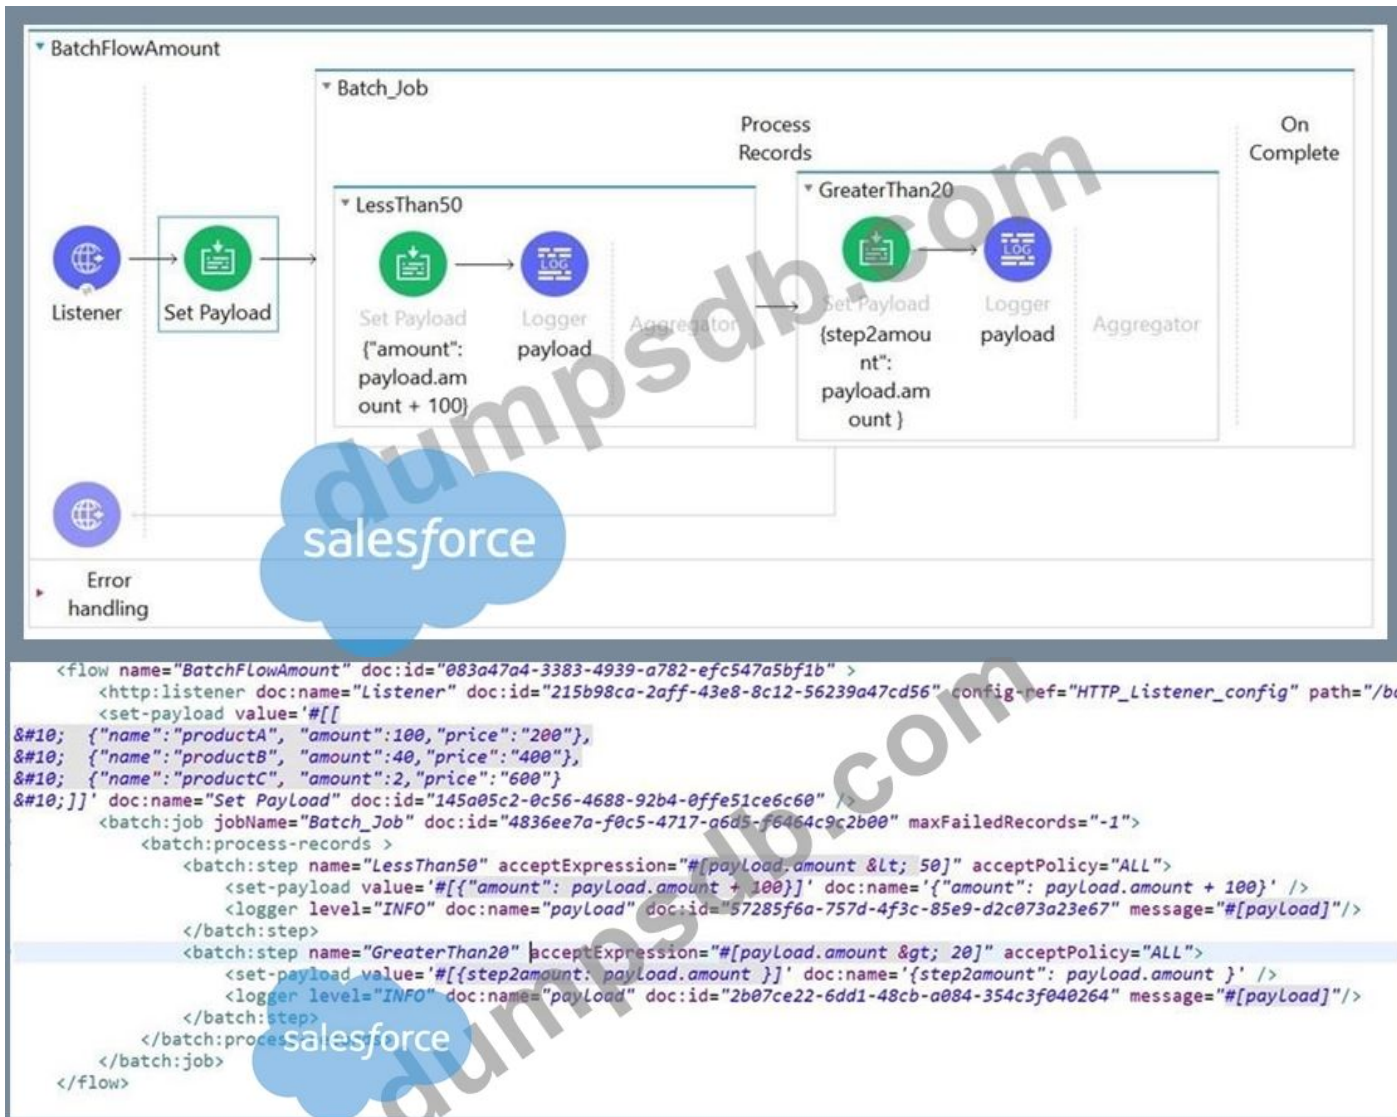 BatchFlowAmount
Batch_Job
Process
Records
On
Complete
LessThan50
GreaterThan20
Listener
Set Payload
Set Payload
{"amount":
payload.am
ount + 100}
LOG
Logger
payload
Aggregator
Set Payload
{step2amou
nt":
payload.am
ount }
LOG
Logger
payload
Aggregator
Error
handling
salesforce
dumpsdb.com
<flow name="BatchFlowAmount" doc:id="083a47a4-3383-4939-a782-efc547a5bf1b" >
<http:listener doc:name="Listener" doc:id="215b98ca-2aff-43e8-8c12-56239a47cd56" config-ref="HTTP_Listener_config" path="/ba
<set-payload value='#[[
&#10; {"name":"productA", "amount":100,"price":"200"},
&#10; {"name":"productB", "amount":40,"price":"400"},
&#10; {"name":"productC", "amount":2,"price":"600"}
&#10;]]' doc:name="Set Payload" doc:id="145a05c2-0c56-4688-92b4-0ffe51ce6c60" />
<batch:job jobName="Batch_Job" doc:id="4836ee7a-f0c5-4717-a6d5-f6464c9c2b00" maxFailedRecords="-1">
<batch:process-records >
<batch:step name="LessThan50" acceptExpression="#[payload.amount &lt; 50]" acceptPolicy="ALL">
<set-payload value='#[{"amount": payload.amount + 100}]' doc:name='{"amount": payload.amount + 100}' />
<logger level="INFO" doc:name="payload" doc:id="57285f6a-757d-4f3c-85e9-d2c073a23e67" message="#[payload]"/>
</batch:step>
<batch:step name="GreaterThan20" acceptExpression="#[payload.amount &gt; 20]" acceptPolicy="ALL">
<set-payload value='#[{step2amount: payload.amount }]' doc:name='{step2amount": payload.amount }' />
<logger level="INFO" doc:name="payload" doc:id="2b07ce22-6dd1-48cb-a084-354c3f040264" message="#[payload]"/>
</batch:step>
</batch:process-records>
</batch:job>
</flow>
salesforce
dumpsdb.com